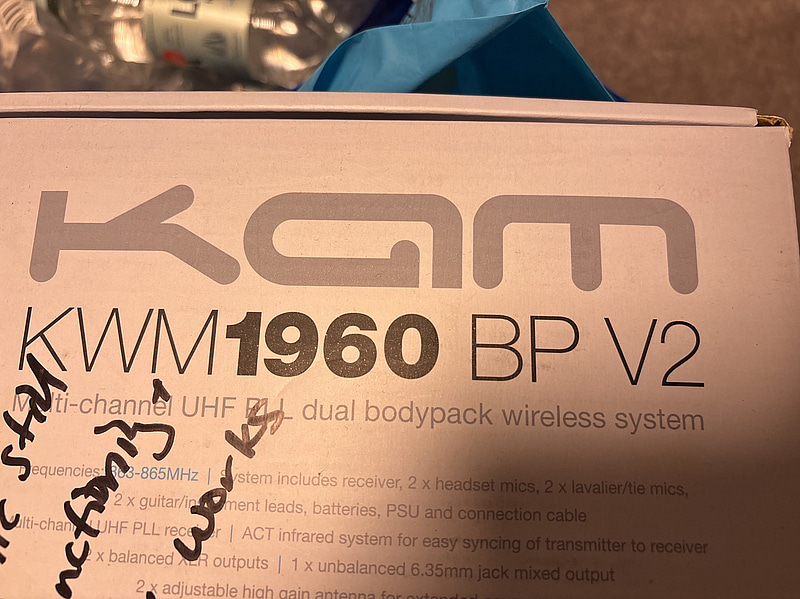 Kam
KWM1960 BP V2
Multi-channel UHF PLL dual bodypack wireless system
Frequencies: 863-865MHz | System includes receiver, 2 x headset mics, 2 x lavalier/tie mics,
2 x guitar/instrument leads, batteries, PSU and connection cable
ulti-channel UHF PLL receiver | ACT infrared system for easy syncing of transmitter to receiver
2 x balanced XLR outputs | 1 x unbalanced 6.35mm jack mixed output
2 x adjustable high gain antenna for extended
still
works